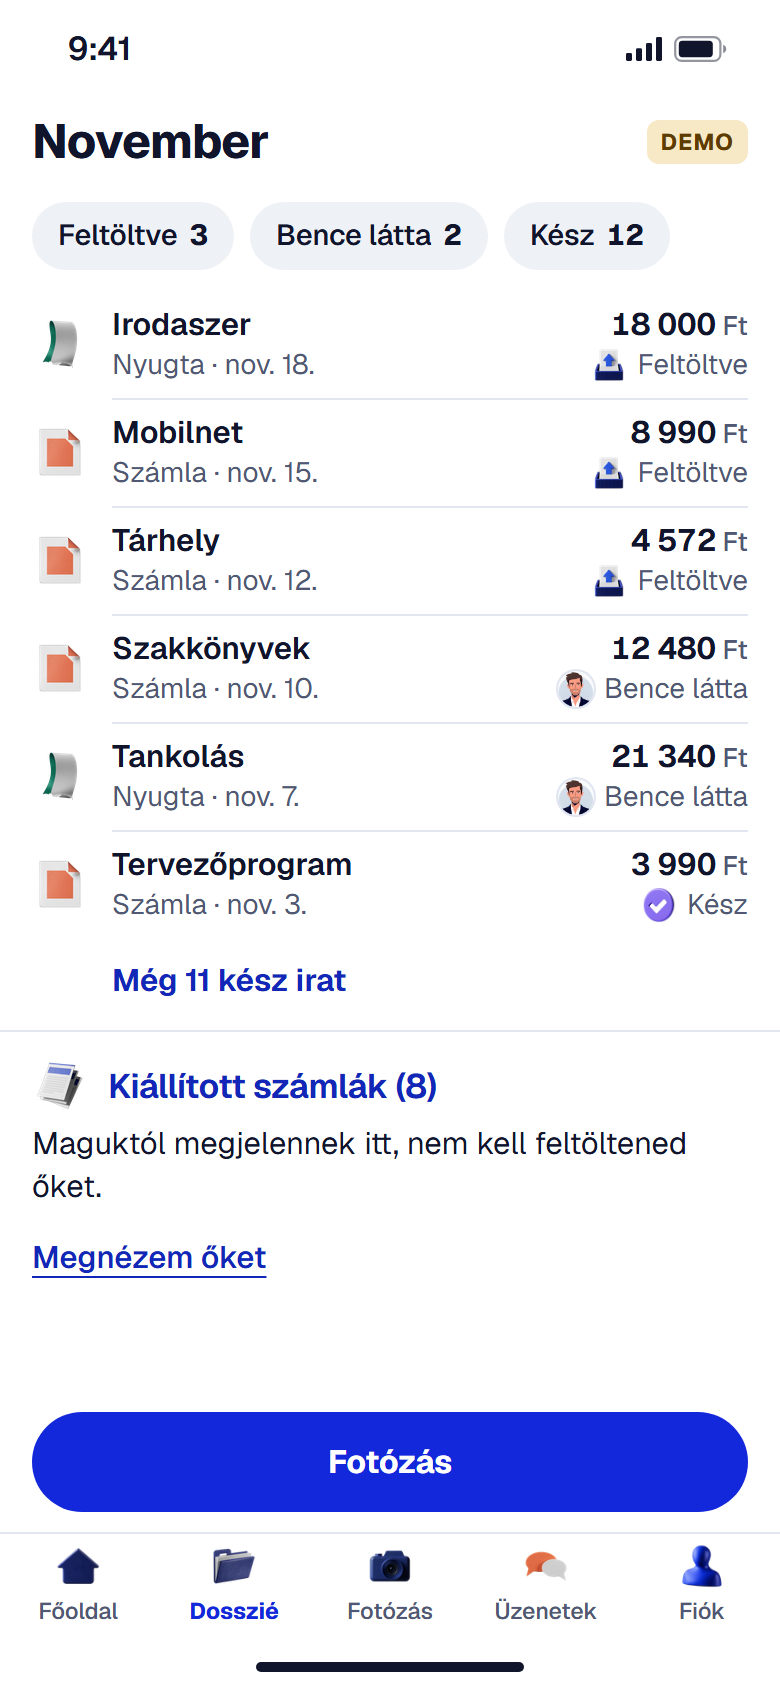 9:41
November
DEMO
Feltöltve 3
Bence látta 2
Kész 12
Irodaszer
18 000 Ft
Nyugta · nov. 18.
Feltöltve
Mobilnet
8 990 Ft
Számla · nov. 15.
Feltöltve
Tárhely
4 572 Ft
Számla · nov. 12.
Feltöltve
Szakkönyvek
12 480 Ft
Számla · nov. 10.
Bence látta
Tankolás
21 340 Ft
Nyugta · nov. 7.
Bence látta
Tervezőprogram
3 990 Ft
Számla · nov. 3.
Kész
Még 11 kész irat
Kiállított számlák (8)
Maguktól megjelennek itt, nem kell feltöltened
őket.
Megnézem őket
Fotózás
Főoldal
Dosszié
Fotózás
Üzenetek
Fiók